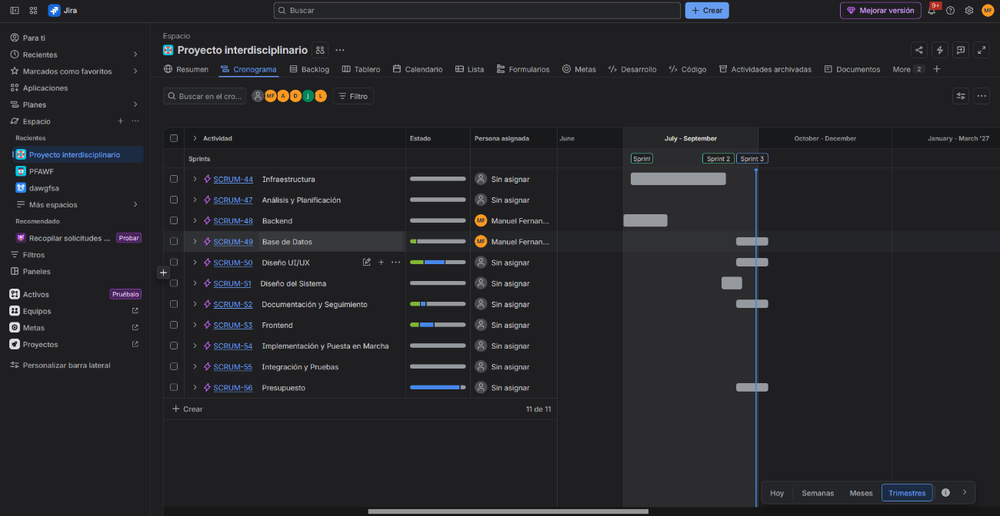 Jira
Buscar
+ Crear
Mejorar versión
9+
MF
Para ti
Recientes
Marcados como favoritos
Aplicaciones
Planes
Espacio
Recientes
Proyecto interdisciplinario
PFAWF
dawgfsa
Más espacios
Recomendado
Recopilar solicitudes ... Probar
Filtros
Paneles
Activos Pruébalo
Equipos
Metas
Proyectos
Personalizar barra lateral
Espacio
Proyecto interdisciplinario
Resumen Cronograma Backlog Tablero Calendario Lista Formularios Metas Desarrollo Código Actividades archivadas Documentos More 2
Buscar en el cro... MF A D J L Filtro
Actividad Estado Persona asignada June July - September October - December January - March '27
Sprints Sprint Sprint 2 Sprint 3
SCRUM-44 Infraestructura Sin asignar
SCRUM-47 Análisis y Planificación Sin asignar
SCRUM-48 Backend MF Manuel Fernan...
SCRUM-49 Base de Datos MF Manuel Fernan...
SCRUM-50 Diseño UI/UX Sin asignar
SCRUM-51 Diseño del Sistema Sin asignar
SCRUM-52 Documentación y Seguimiento Sin asignar
SCRUM-53 Frontend Sin asignar
SCRUM-54 Implementación y Puesta en Marcha Sin asignar
SCRUM-55 Integración y Pruebas Sin asignar
SCRUM-56 Presupuesto Sin asignar
+ Crear 11 de 11
Hoy Semanas Meses Trimestres